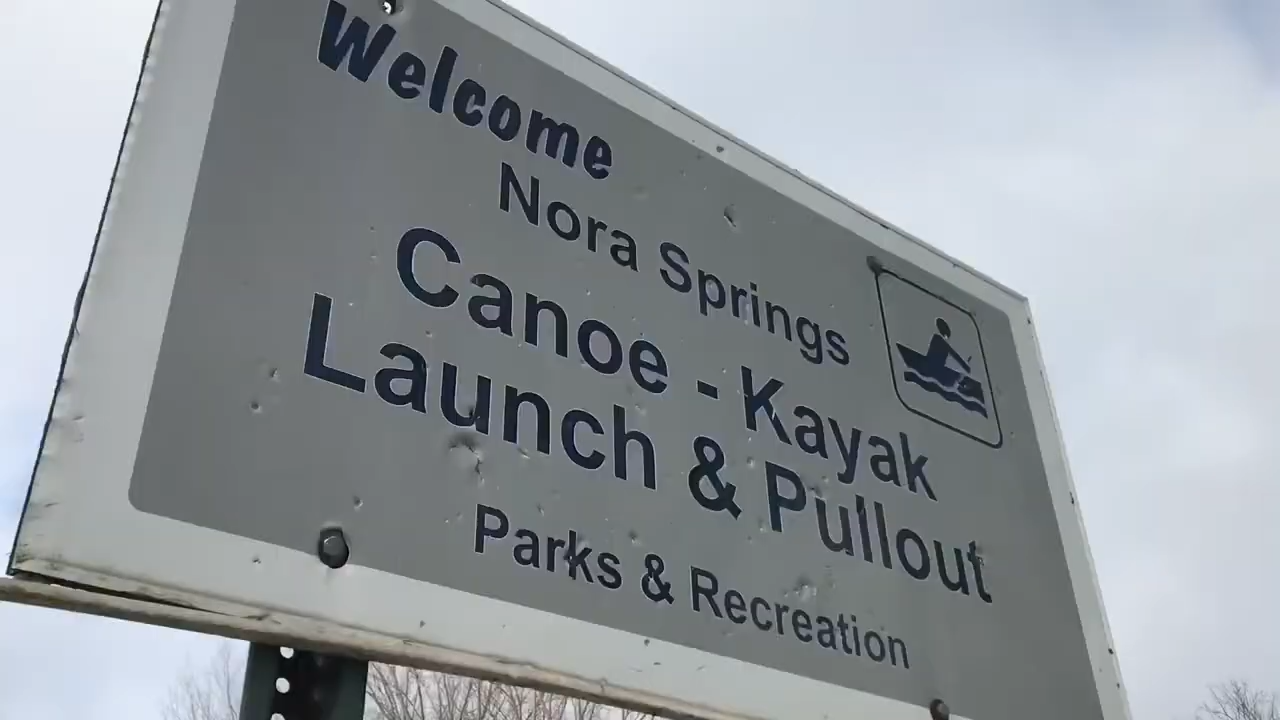 Welcome
Nora Springs
Canoe - Kayak
Launch & Pullout
Parks & Recreation